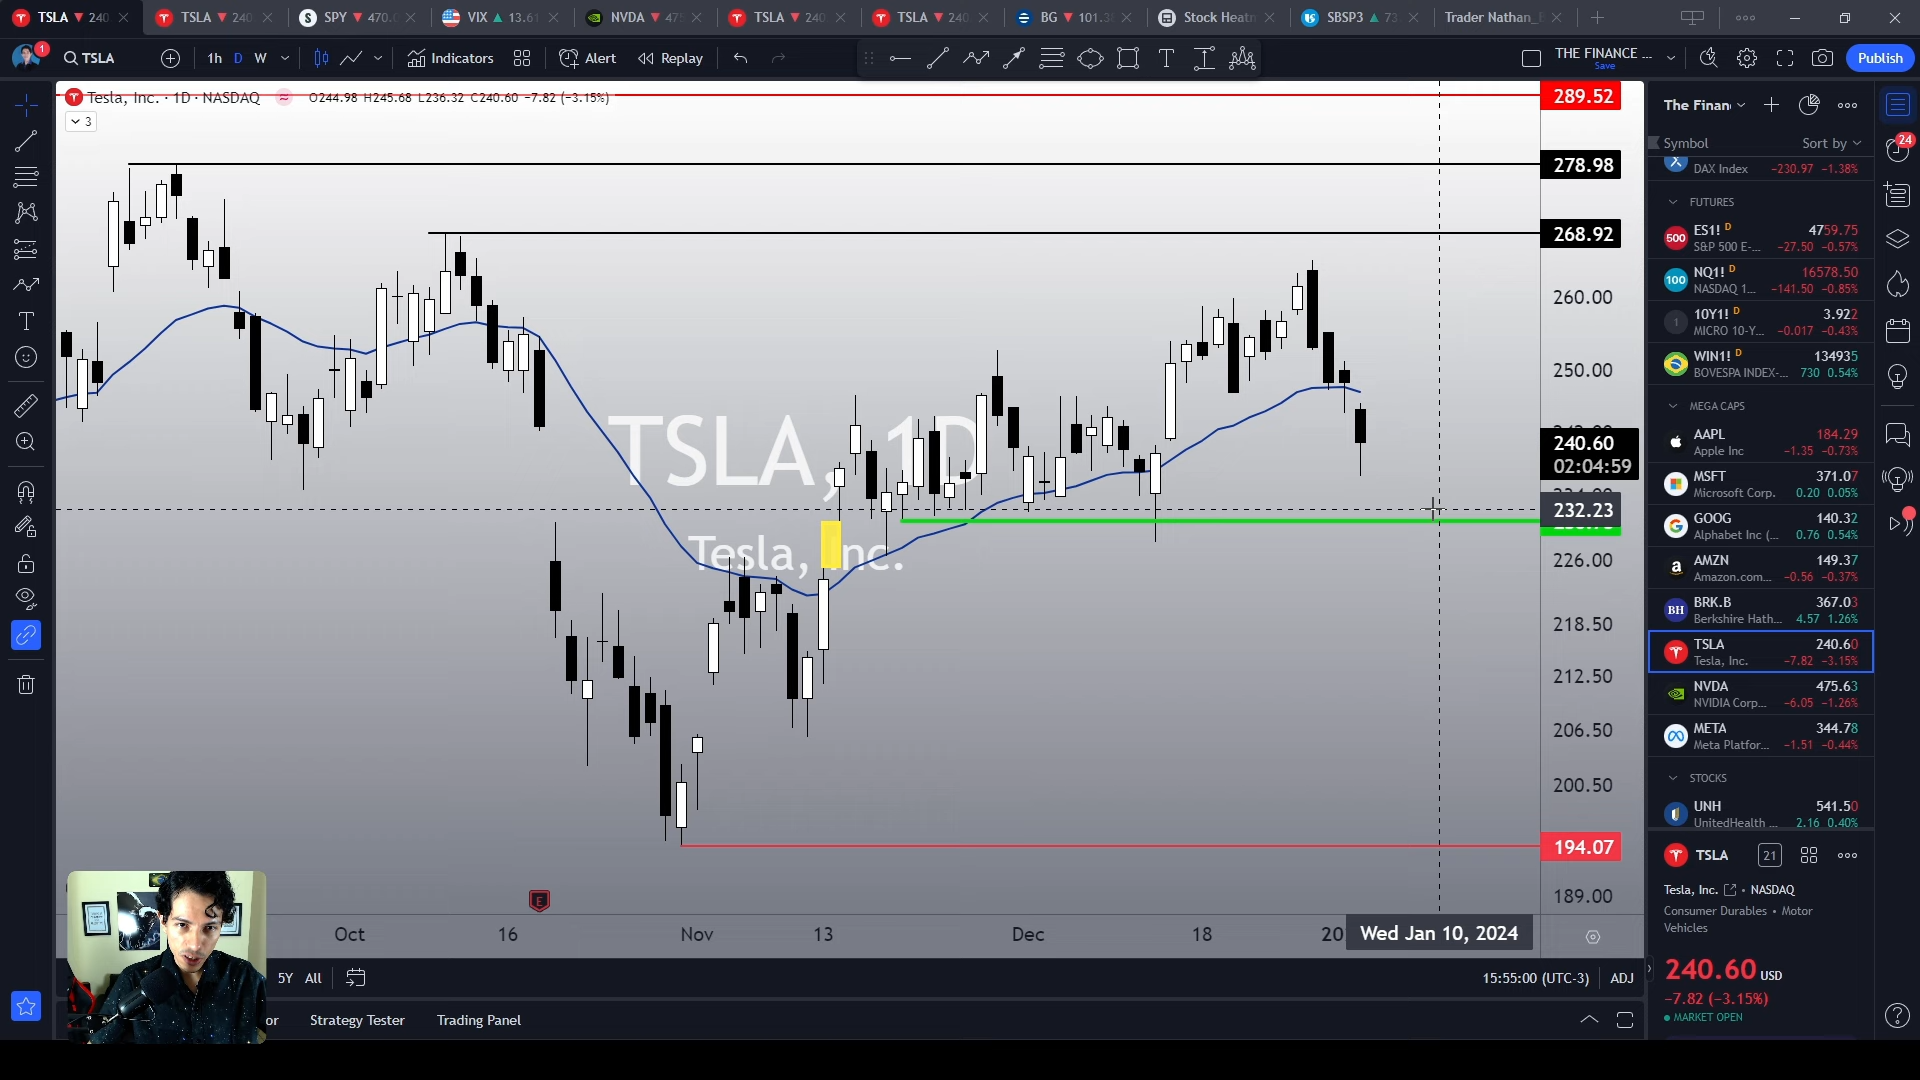 TSLA ▼ 240
TSLA ▼ 240
SPY ▼ 470.0
VIX ▲ 13.61
NVDA ▼ 475
TSLA ▼ 240
TSLA ▼ 240
BG ▼ 101.38
Stock Heatm
SBSP3 ▲ 73
Trader Nathan_B
1
TSLA
1h D W
Indicators
Alert
Replay
THE FINANCE ...
Save
Publish
Tesla, Inc. · 1D · NASDAQ
O244.98 H245.68 L236.32 C240.60 −7.82 (−3.15%)
3
TSLA, 1D
Tesla, Inc.
289.52
278.98
268.92
260.00
250.00
240.60
02:04:59
232.23
226.00
218.50
212.50
206.50
200.50
194.07
189.00
E
Oct
16
Nov
13
Dec
18
20
Wed Jan 10, 2024
5Y All
15:55:00 (UTC-3)
ADJ
or
Strategy Tester
Trading Panel
The Finan
Symbol
Sort by
DAX Index −230.97 −1.38%
FUTURES
500 ES1! D 4759.75
S&P 500 E-... −27.50 −0.57%
100 NQ1! D 16578.50
NASDAQ 1... −141.50 −0.85%
1 10Y1! D 3.922
MICRO 10-Y... −0.017 −0.43%
WIN1! D 134935
BOVESPA INDEX-... 730 0.54%
MEGA CAPS
AAPL 184.29
Apple Inc −1.35 −0.73%
MSFT 371.07
Microsoft Corp. 0.20 0.05%
GOOG 140.32
Alphabet Inc (... 0.76 0.54%
AMZN 149.37
Amazon.com... −0.56 −0.37%
BH BRK.B 367.03
Berkshire Hath... 4.57 1.26%
TSLA 240.60
Tesla, Inc. −7.82 −3.15%
NVDA 475.63
NVIDIA Corp... −6.05 −1.26%
META 344.78
Meta Platfor... −1.51 −0.44%
STOCKS
UNH 541.50
UnitedHealth ... 2.16 0.40%
TSLA
21
Tesla, Inc. • NASDAQ
Consumer Durables • Motor
Vehicles
240.60 USD
−7.82 (−3.15%)
MARKET OPEN
24